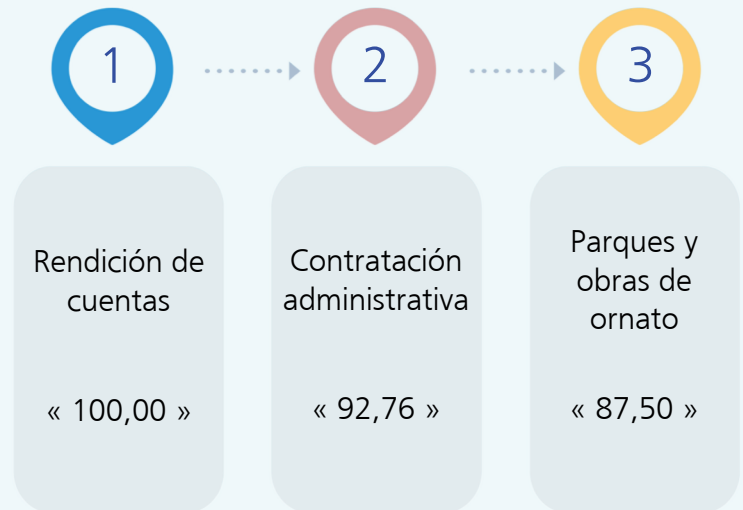 1
2
3
Rendición de
cuentas
« 100,00 »
Contratación
administrativa
« 92,76 »
Parques y
obras de
ornato
« 87,50 »